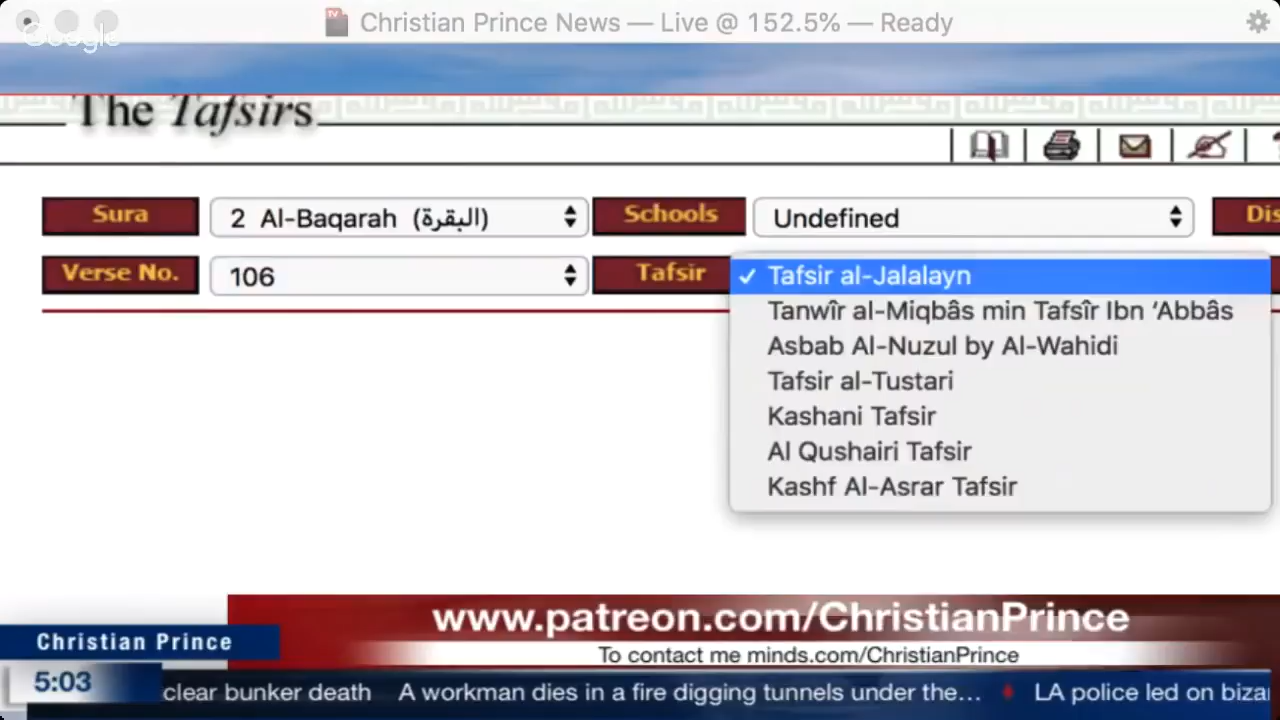 Christian Prince News — Live @ 152.5% — Ready
Google
The Tafsirs
Sura
2 Al-Baqarah (البقرة)
Schools
Undefined
Verse No.
106
Tafsir
✓ Tafsir al-Jalalayn
Tanwîr al-Miqbâs min Tafsîr Ibn ‘Abbâs
Asbab Al-Nuzul by Al-Wahidi
Tafsir al-Tustari
Kashani Tafsir
Al Qushairi Tafsir
Kashf Al-Asrar Tafsir
www.patreon.com/ChristianPrince
To contact me minds.com/ChristianPrince
Christian Prince
5:03
clear bunker death A workman dies in a fire digging tunnels under the... LA police led on